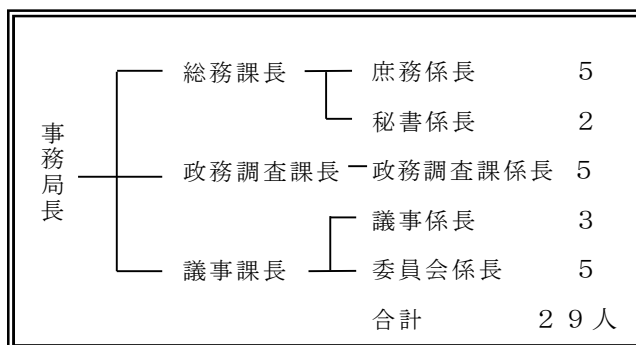 事務局長
総務課長 庶務係長 5
秘書係長 2
政務調査課長 政務調査課係長 5
議事係長 3
議事課長 委員会係長 5
合計 29人